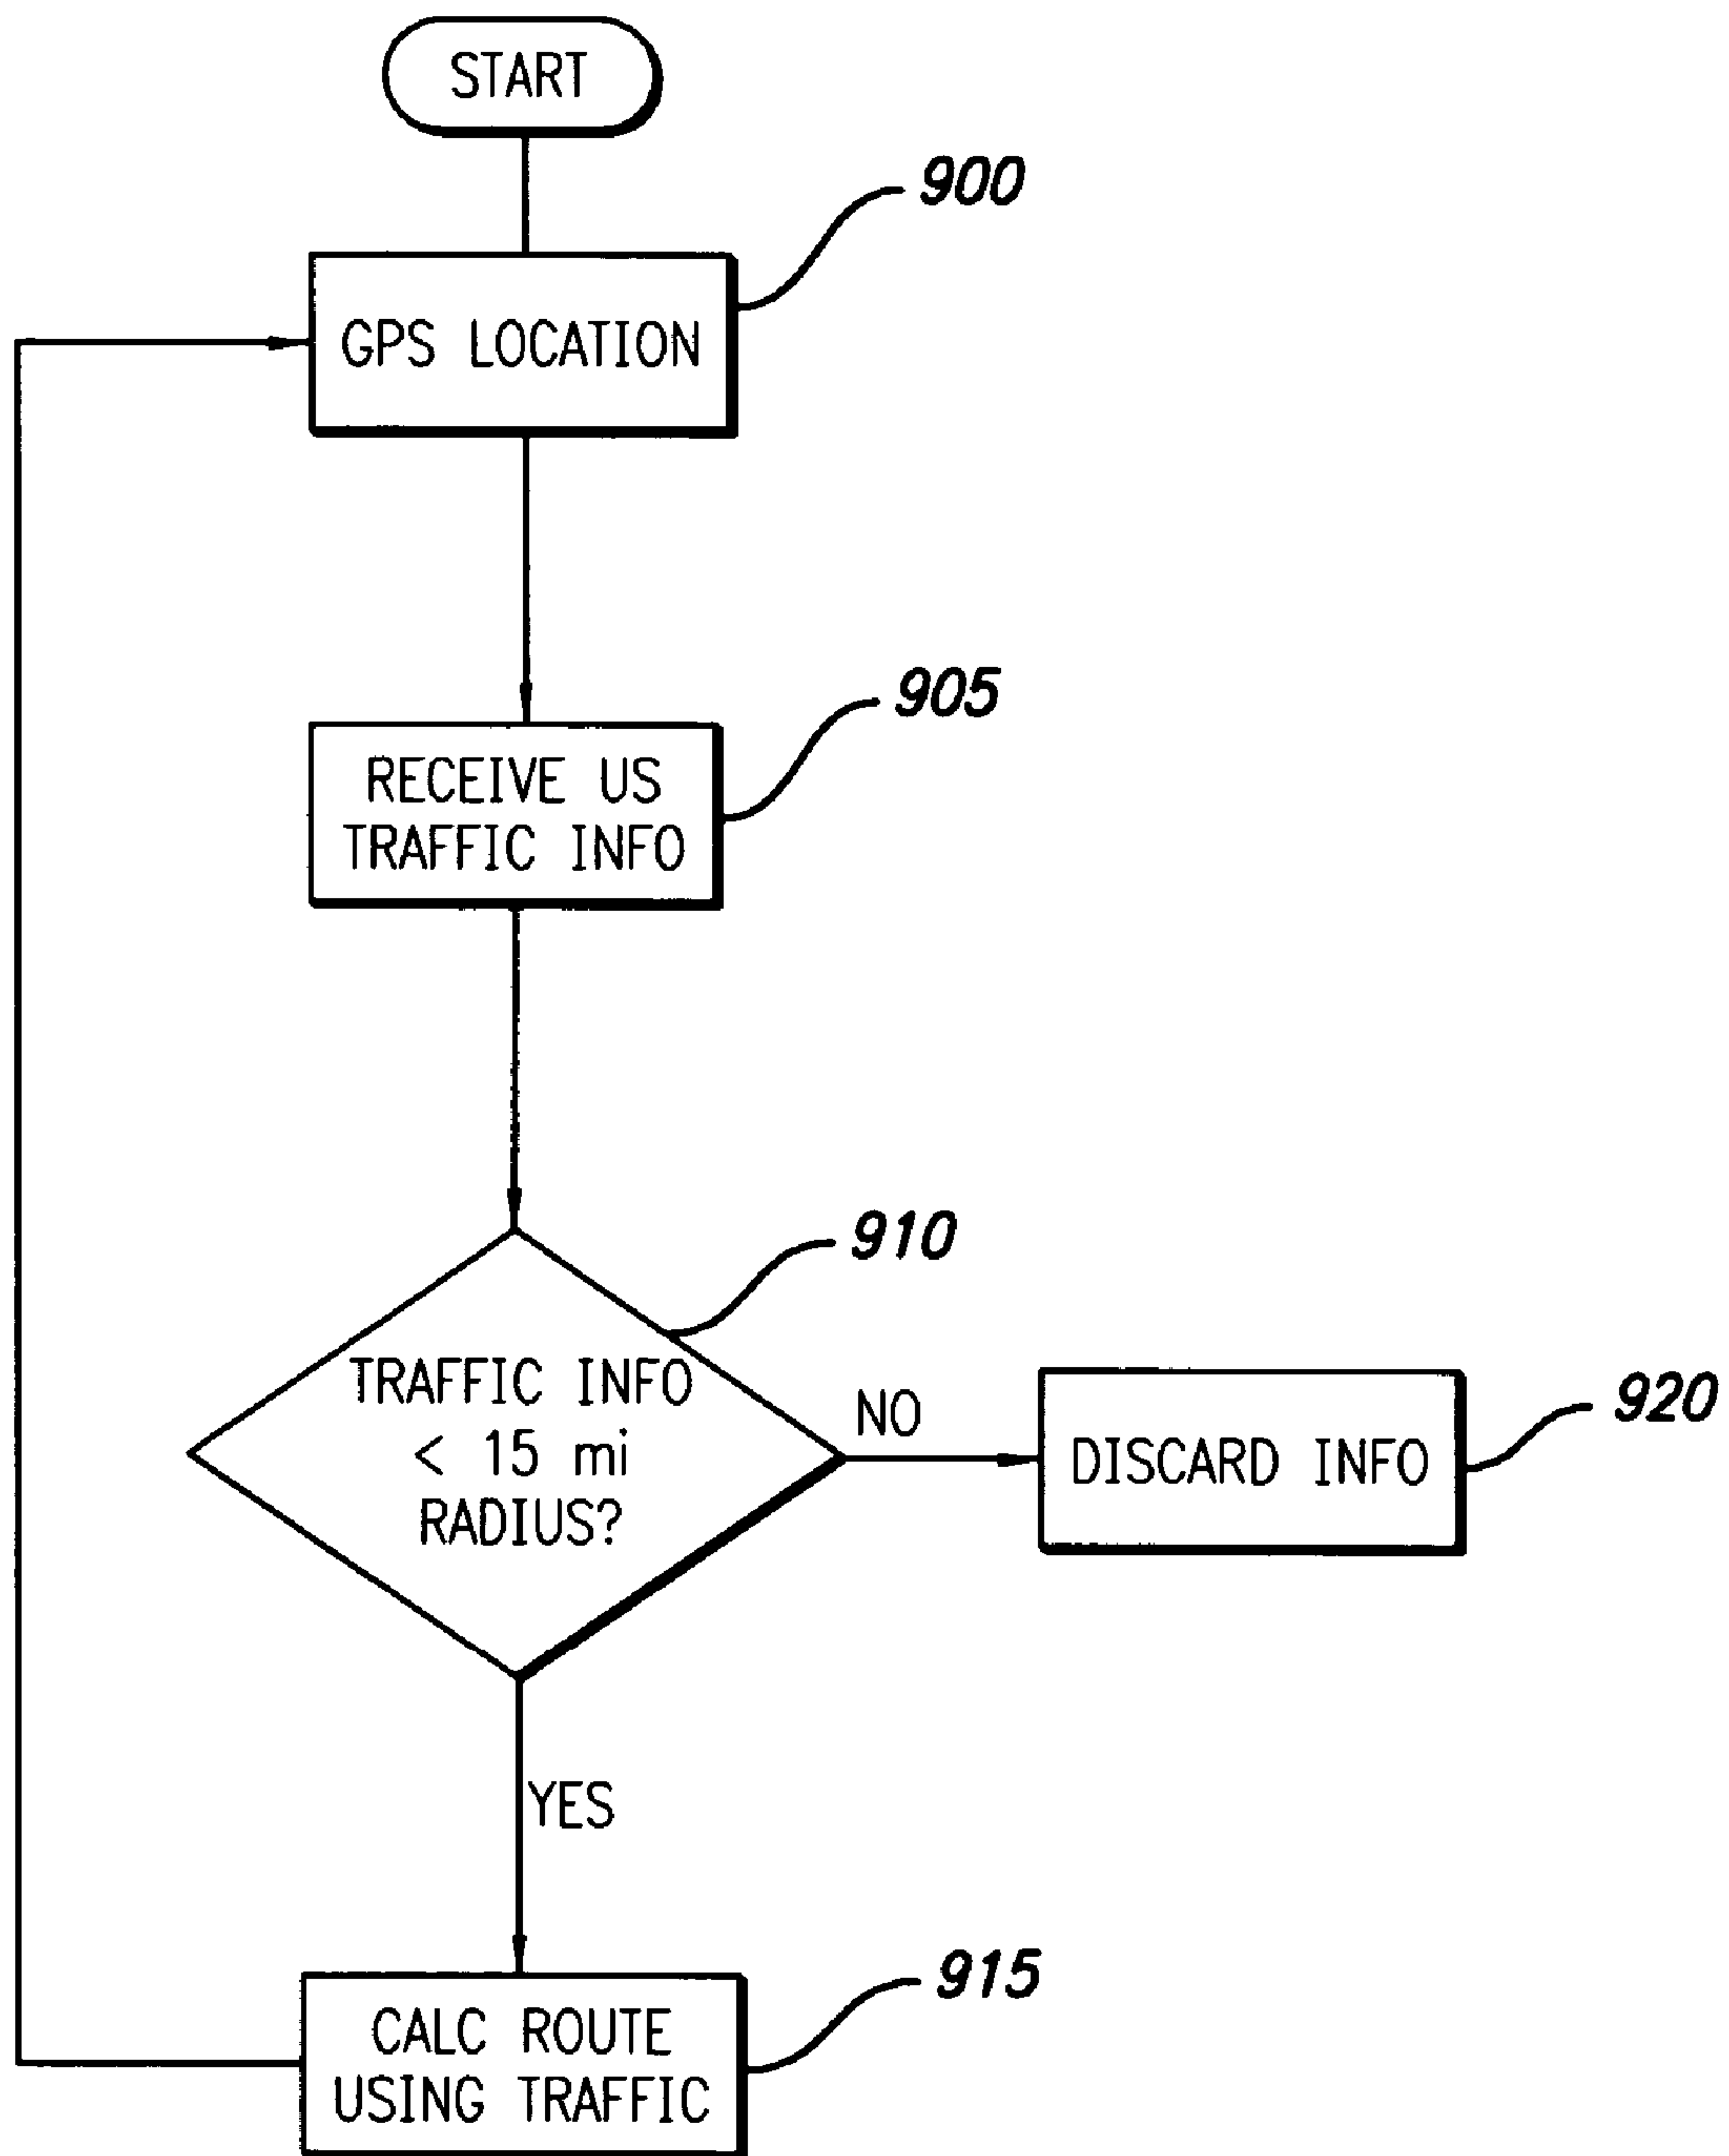 START
900
GPS LOCATION
905
RECEIVE US
TRAFFIC INFO
910
TRAFFIC INFO
< 15 mi
RADIUS?
NO
DISCARD INFO
920
YES
915
CALC ROUTE
USING TRAFFIC